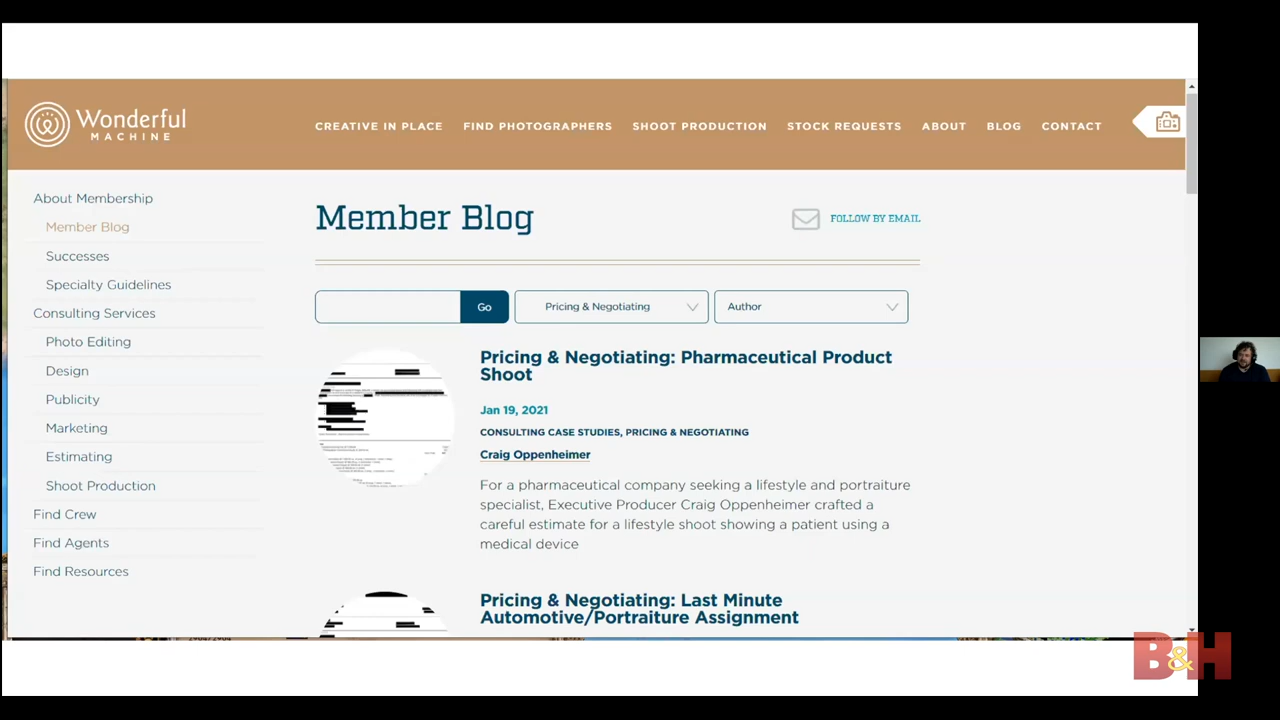 Wonderful
MACHINE
CREATIVE IN PLACE
FIND PHOTOGRAPHERS
SHOOT PRODUCTION
STOCK REQUESTS
ABOUT
BLOG
CONTACT
About Membership
Member Blog
Successes
Specialty Guidelines
Consulting Services
Photo Editing
Design
Publicity
Marketing
Estimating
Shoot Production
Find Crew
Find Agents
Find Resources
Member Blog
FOLLOW BY EMAIL
Go
Pricing & Negotiating
Author
Pricing & Negotiating: Pharmaceutical Product
Shoot
Jan 19, 2021
CONSULTING CASE STUDIES, PRICING & NEGOTIATING
Craig Oppenheimer
For a pharmaceutical company seeking a lifestyle and portraiture
specialist, Executive Producer Craig Oppenheimer crafted a
careful estimate for a lifestyle shoot showing a patient using a
medical device
Pricing & Negotiating: Last Minute
Automotive/Portraiture Assignment
B&H